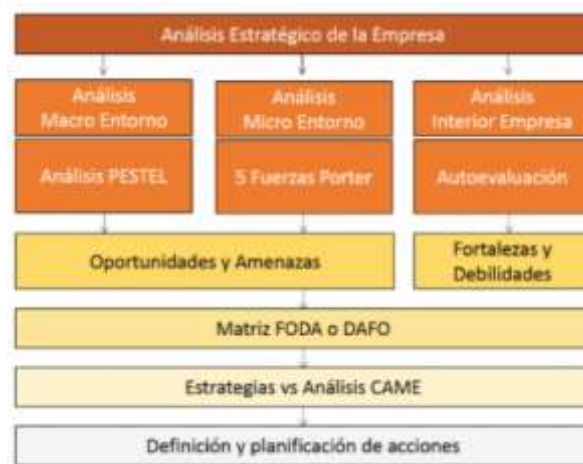 Análisis Estratégico de la Empresa
Análisis
Macro Entorno
Análisis
Micro Entorno
Análisis
Interior Empresa
Análisis PESTEL
5 Fuerzas Porter
Autoevaluación
Oportunidades y Amenazas
Fortalezas y
Debilidades
Matriz FODA o DAFO
Estrategias vs Análisis CAME
Definición y planificación de acciones